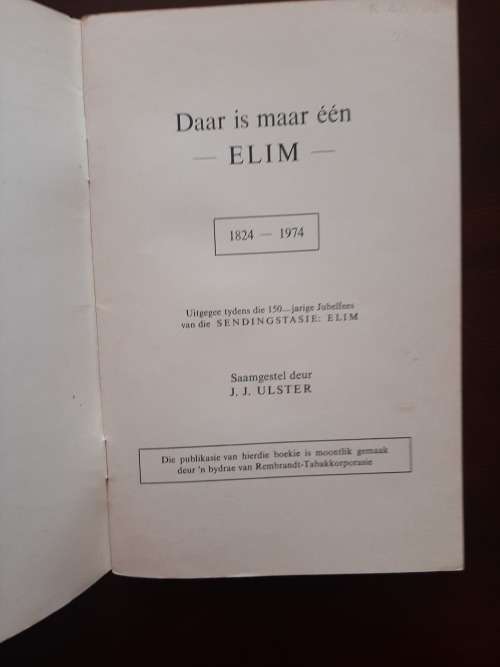 Daar is maar één
— ELIM —
1824 — 1974
Uitgegee tydens die 150—jarige Jubelfees
van die SENDINGSTASIE: ELIM
Saamgestel deur
J. J. ULSTER
Die publikasie van hierdie boekie is moontlik gemaak
deur 'n bydrae van Rembrandt-Tabakkorporasie